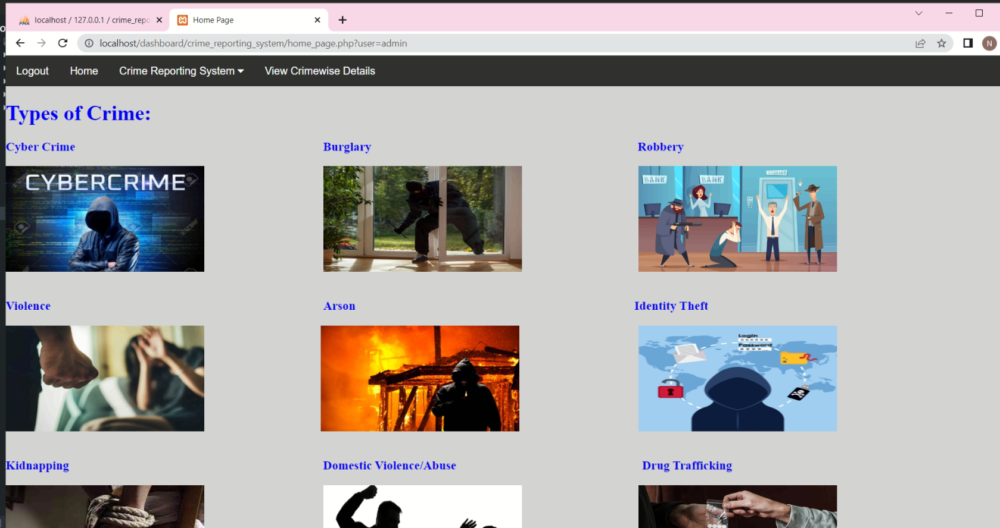 localhost / 127.0.0.1 / crime_repo
Home Page
localhost/dashboard/crime_reporting_system/home_page.php?user=admin
N
Logout Home Crime Reporting System View Crimewise Details
Types of Crime:
Cyber Crime Burglary Robbery
CYBERCRIME
BANK BANK STORAGE
Violence Arson Identity Theft
Login
Password
Kidnapping Domestic Violence/Abuse Drug Trafficking